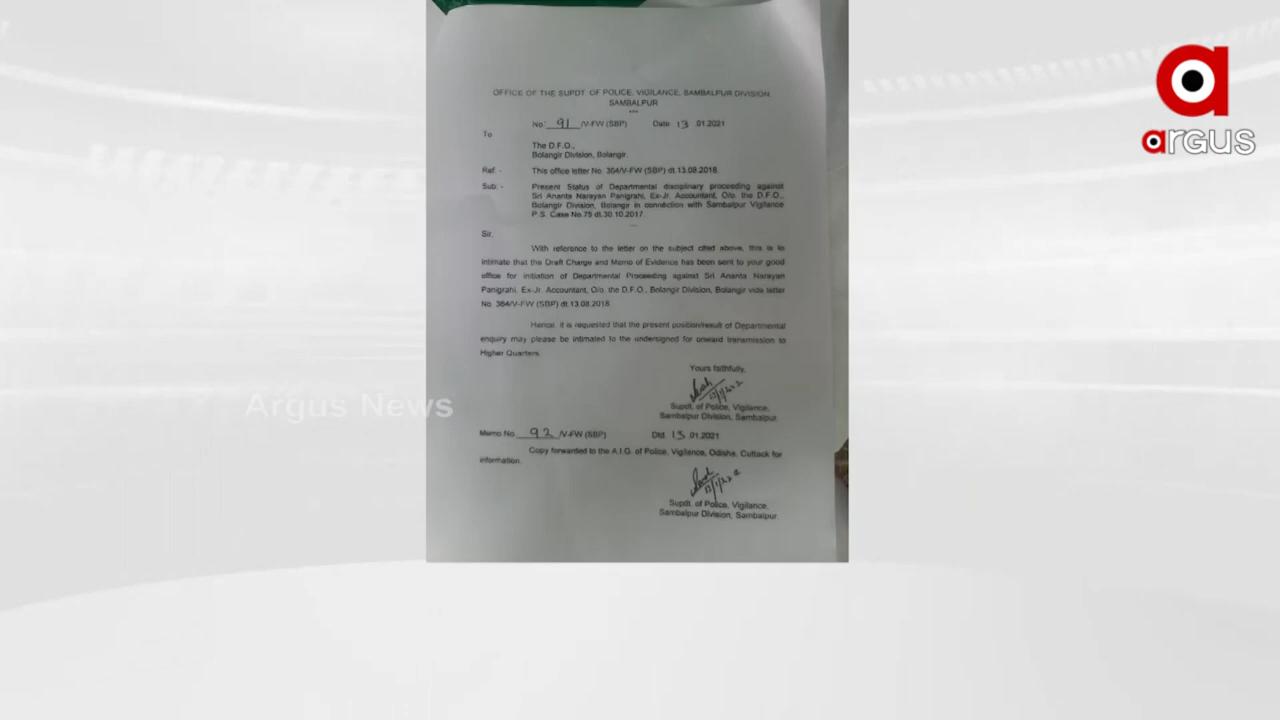 OFFICE OF THE SUPDT. OF POLICE, VIGILANCE, SAMBALPUR DIVISION,
SAMBALPUR
***
No. 91 /V-FW (SBP) Date 13 .01.2021
To
The D.F.O.,
Bolangir Division, Bolangir.
Ref. - This office letter No. 364/V-FW (SBP) dt.13.08.2018.
Sub: - Present Status of Departmental disciplinary proceeding against
Sri Ananta Narayan Panigrahi, Ex-Jr. Accountant, O/o. the D.F.O.,
Bolangir Division, Bolangir in connection with Sambalpur Vigilance
P.S. Case No.75 dt.30.10.2017.
Sir,
With reference to the letter on the subject cited above, this is to
intimate that the Draft Charge and Memo of Evidence has been sent to your good
office for initiation of Departmental Proceeding against Sri Ananta Narayan
Panigrahi, Ex-Jr. Accountant, O/o. the D.F.O., Bolangir Division, Bolangir vide letter
No. 364/V-FW (SBP) dt.13.08.2018.
Hence, it is requested that the present position/result of Departmental
enquiry may please be intimated to the undersigned for onward transmission to
Higher Quarters.
Yours faithfully,
Supdt. of Police, Vigilance,
Sambalpur Division, Sambalpur.
Memo No. 92 /V-FW (SBP) Dtd. 13 .01.2021
Copy forwarded to the A.I.G. of Police, Vigilance, Odisha, Cuttack for
information.
Supdt. of Police, Vigilance,
Sambalpur Division, Sambalpur.
Argus News
argus